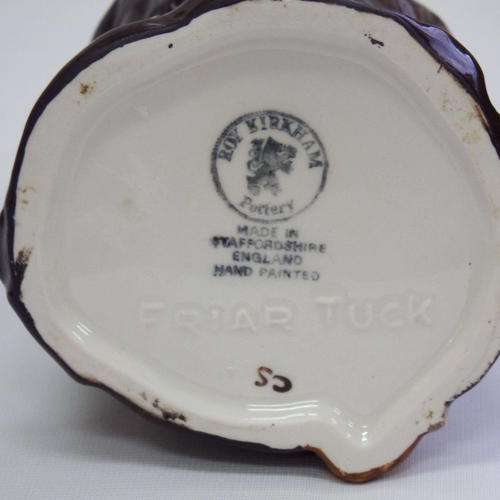 ROY KIRKHAM
Pottery
MADE IN
STAFFORDSHIRE
ENGLAND
HAND PAINTED
FRIAR TUCK